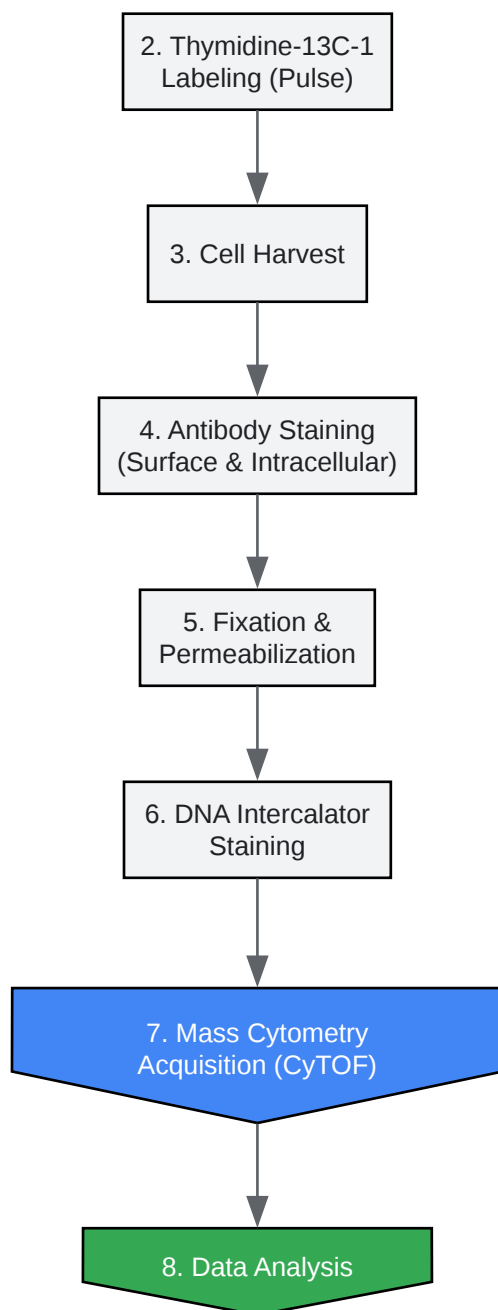 2. Thymidine-13C-1
Labeling (Pulse)
3. Cell Harvest
4. Antibody Staining
(Surface & Intracellular)
5. Fixation &
Permeabilization
6. DNA Intercalator
Staining
7. Mass Cytometry
Acquisition (CyTOF)
8. Data Analysis